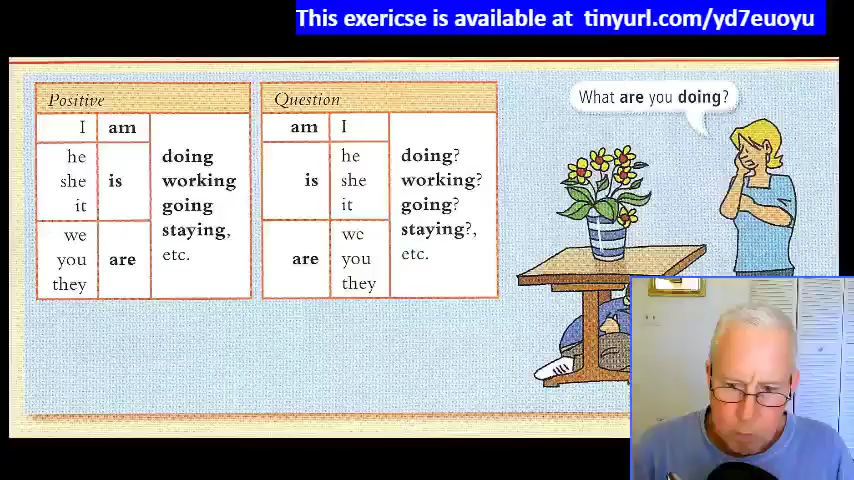 This exericse is available at tinyurl.com/yd7euoyu
Positive
I am
he
she is
it
we
you are
they
doing
working
going
staying,
etc.
Question
am I
he
is she
it
we
are you
they
doing?
working?
going?
staying?,
etc.
What are you doing?